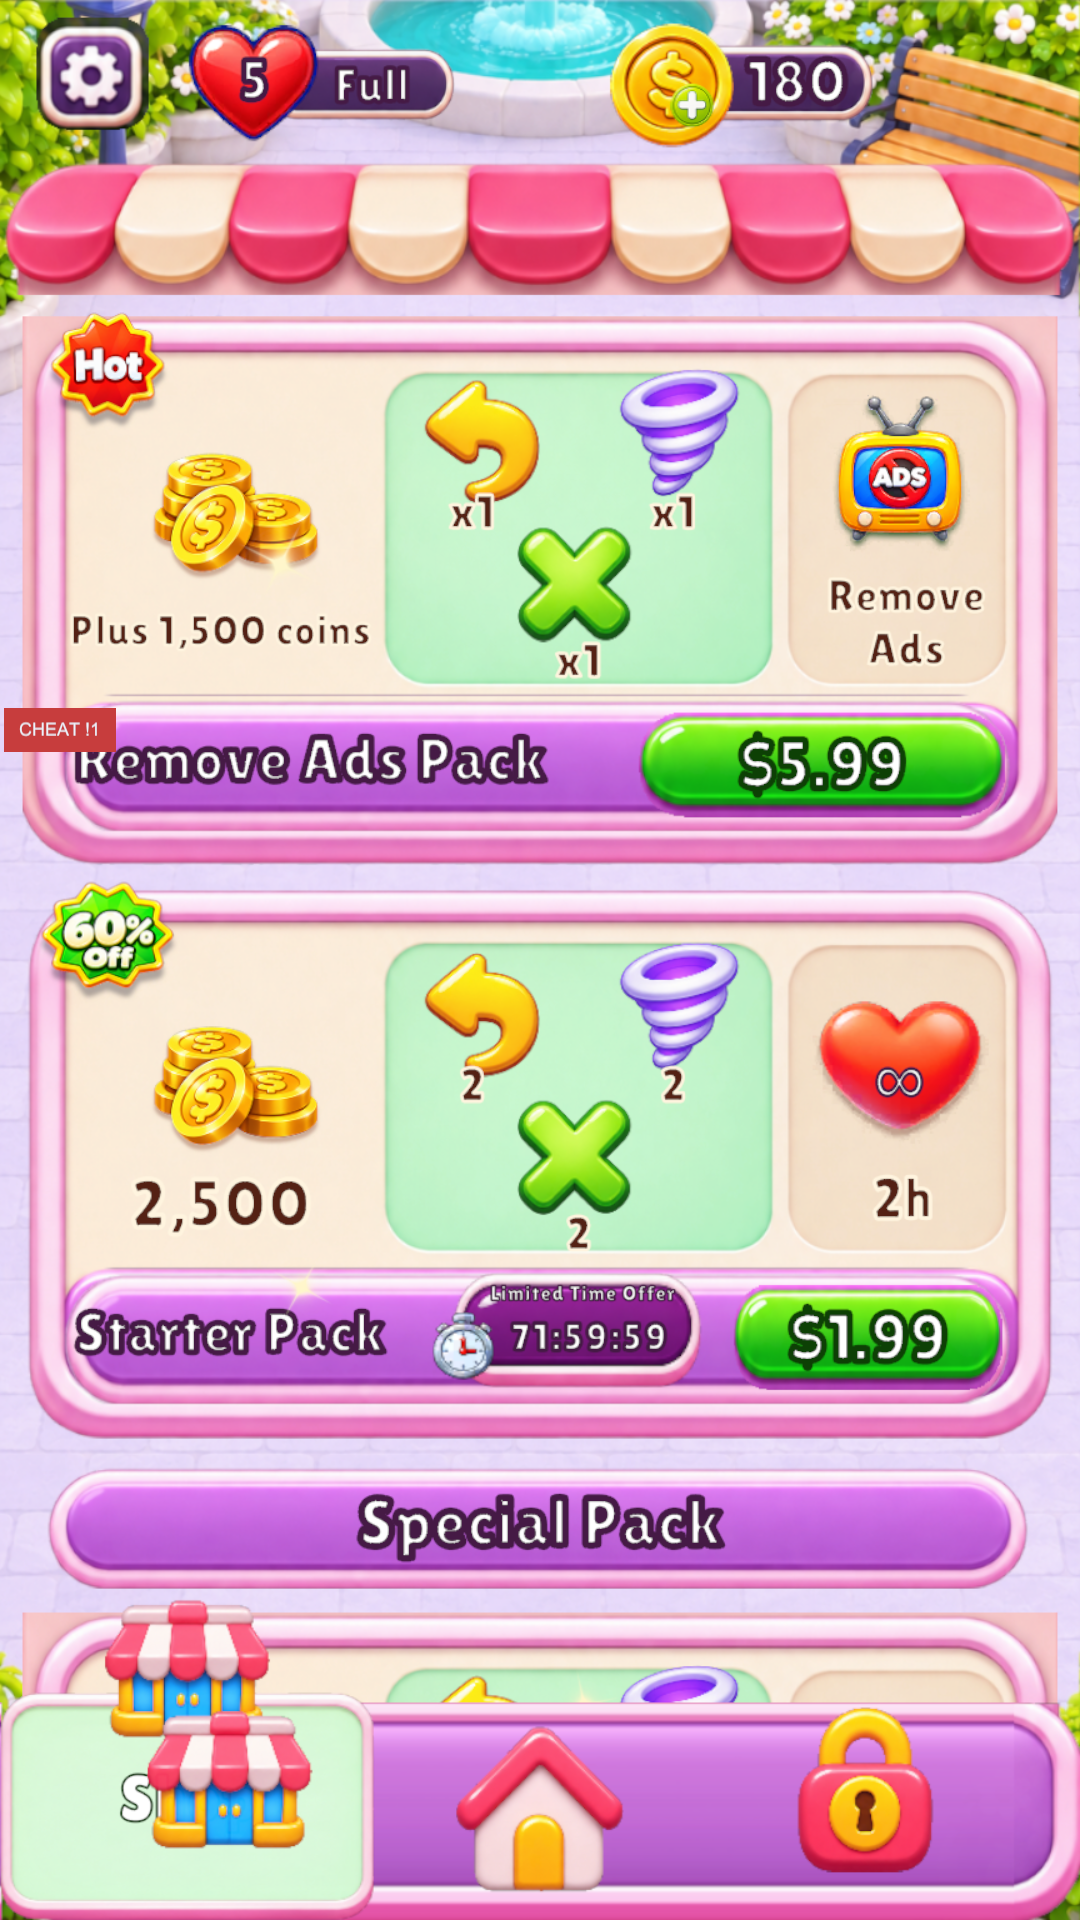 5
Full
180
Hot
x1
x1
ADS
x1
Plus 1,500 coins
Remove
Ads
CHEAT !1
Remove Ads Pack
$5.99
60%
Off
2
2
∞
2,500
2h
2
Limited Time Offer
Starter Pack
71:59:59
$1.99
Special Pack